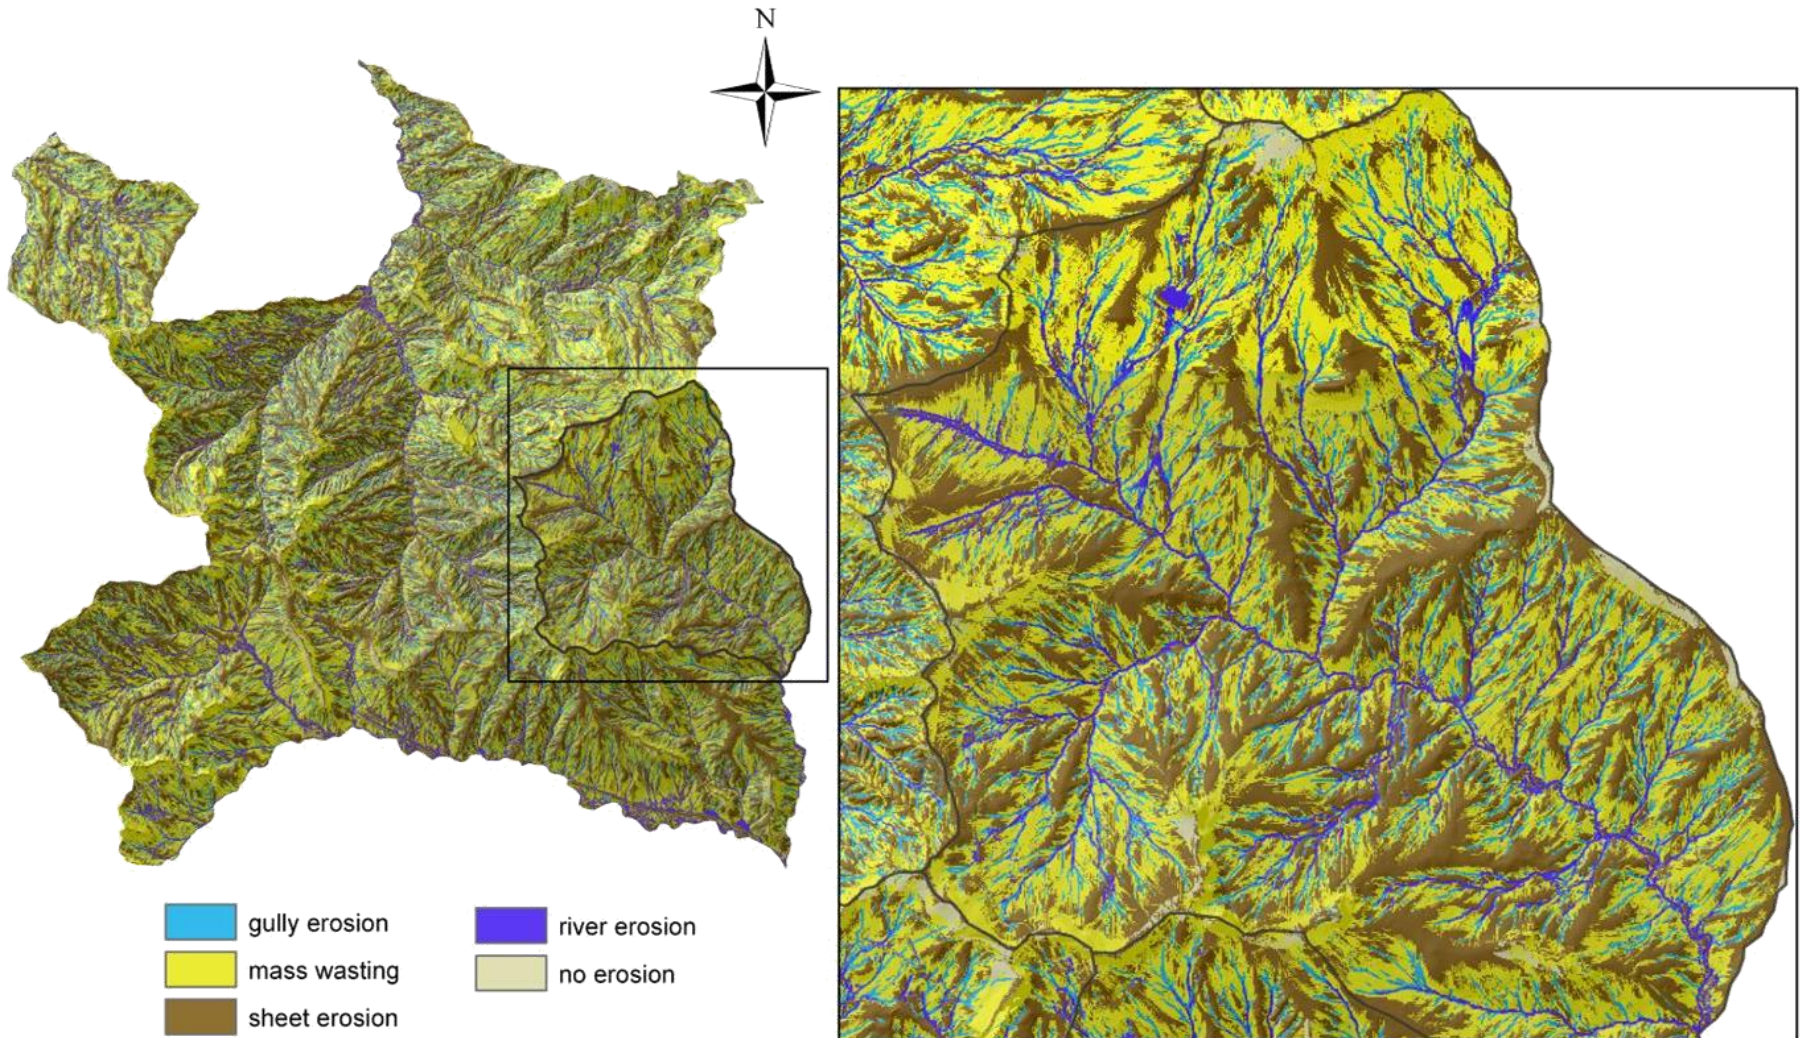 N
gully erosion
mass wasting
sheet erosion
river erosion
no erosion